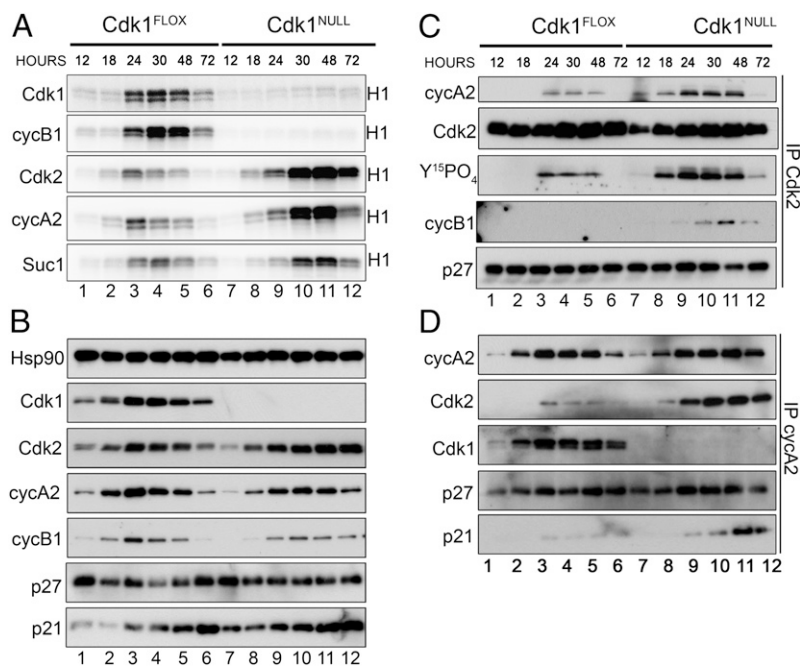 A
Cdk1FLOX Cdk1NULL
HOURS 12 18 24 30 48 72 12 18 24 30 48 72
Cdk1 H1
cycB1 H1
Cdk2 H1
cycA2 H1
Suc1 H1
1 2 3 4 5 6 7 8 9 10 11 12
B
Hsp90
Cdk1
Cdk2
cycA2
cycB1
p27
p21
1 2 3 4 5 6 7 8 9 10 11 12
C
Cdk1FLOX Cdk1NULL
HOURS 12 18 24 30 48 72 12 18 24 30 48 72
cycA2
Cdk2
Y15PO4
cycB1
p27
IP Cdk2
1 2 3 4 5 6 7 8 9 10 11 12
D
cycA2
Cdk2
Cdk1
p27
p21
IP cycA2
1 2 3 4 5 6 7 8 9 10 11 12